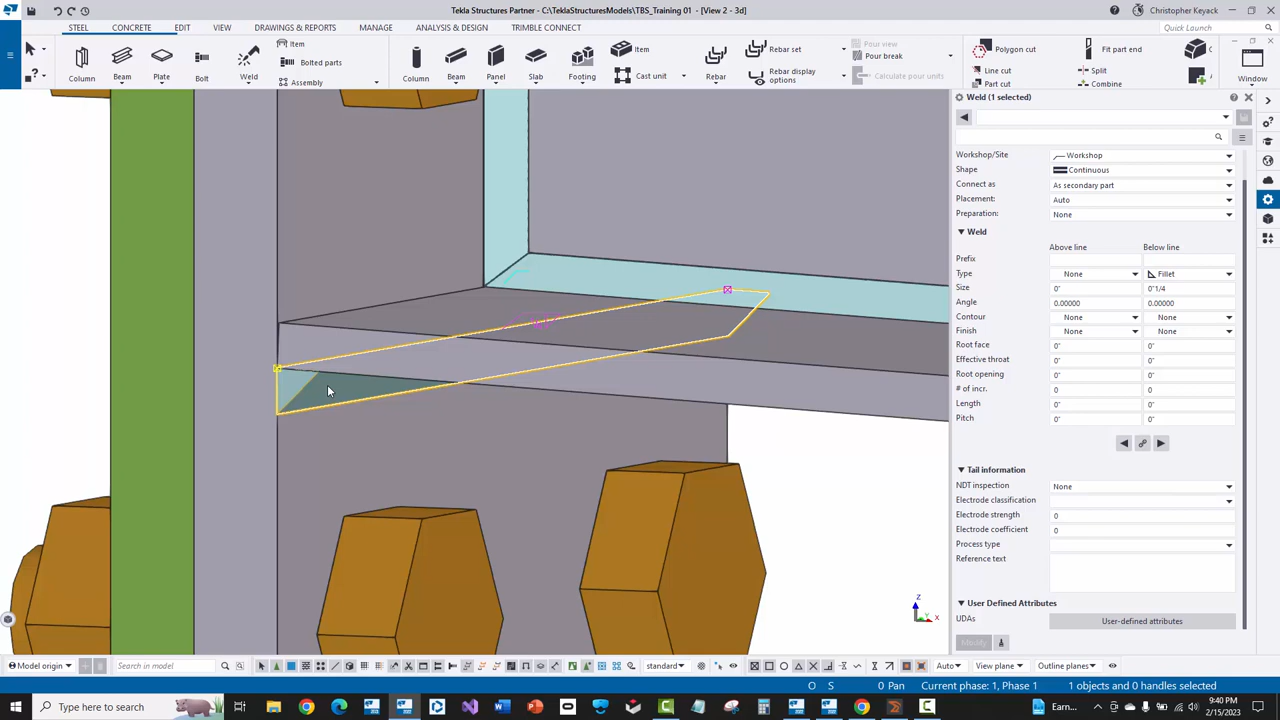 Tekla Structures Partner - C:\TeklaStructuresModels\TBS_Training 01 - [View 2 - 3d]
Christopher Keyack
STEEL CONCRETE EDIT VIEW DRAWINGS & REPORTS MANAGE ANALYSIS & DESIGN TRIMBLE CONNECT
Quick Launch
Column Beam Plate Bolt Weld
Item
Bolted parts
Assembly
Column Beam Panel Slab Footing
Item
Cast unit
Rebar
Rebar set
Rebar display options
Pour view
Pour break
Calculate pour units
Polygon cut
Line cut
Part cut
Fit part end
Split
Combine
Window
Weld (1 selected)
Workshop/Site Workshop
Shape Continuous
Connect as As secondary part
Placement: Auto
Preparation: None
Weld
Above line Below line
Prefix
Type None Fillet
Size 0" 0"1/4
Angle 0.00000 0.00000
Contour None None
Finish None None
Root face 0" 0"
Effective throat 0" 0"
Root opening 0" 0"
# of incr. 0 0
Length 0" 0"
Pitch 0" 0"
Tail information
NDT inspection None
Electrode classification
Electrode strength 0
Electrode coefficient 0
Process type
Reference text
User Defined Attributes
UDAs User-defined attributes
Modify
Z
Y
X
Model origin
Search in model
standard
Auto
View plane
Outline planes
O S 0 Pan Current phase: 1, Phase 1 1 objects and 0 handles selected
Type here to search
Earn...
9:40 PM
2/15/2023